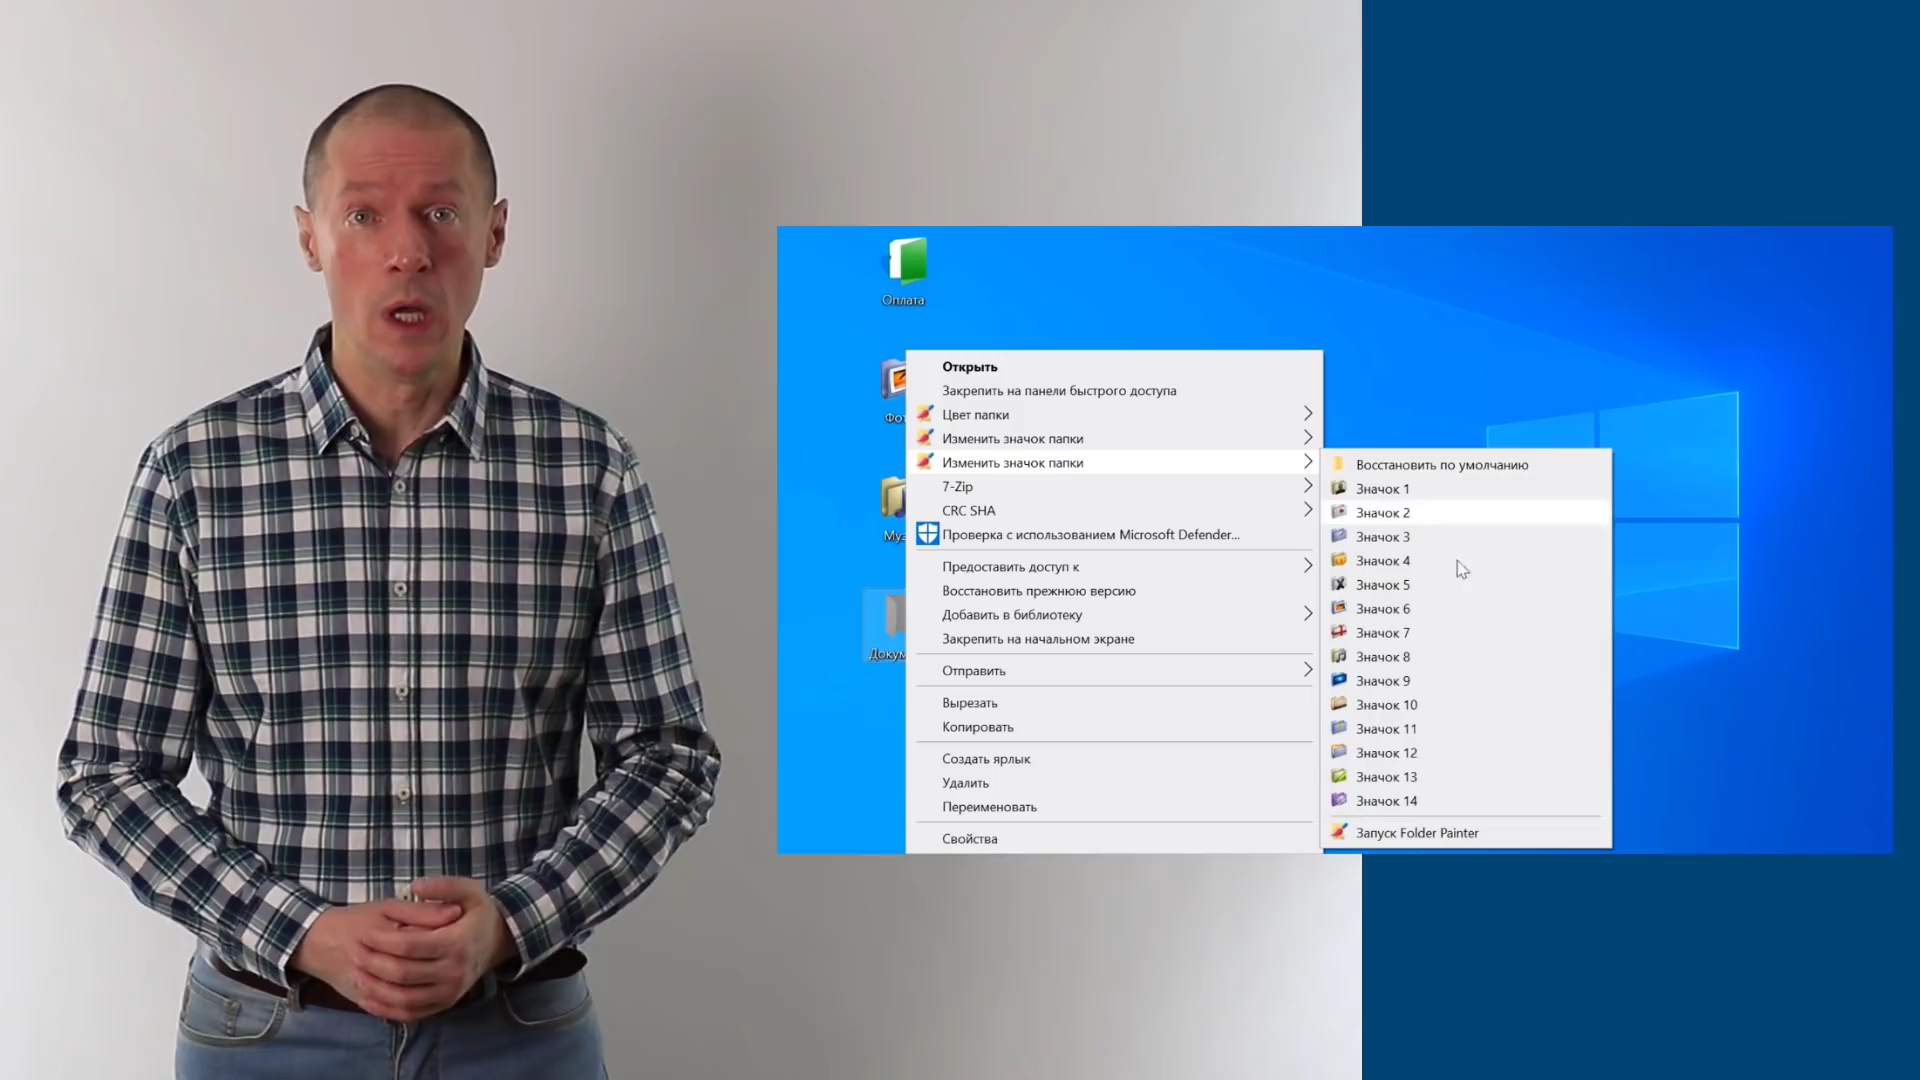 Оплата
Фот
Муз
Докум
Открыть
Закрепить на панели быстрого доступа
Цвет папки
Изменить значок папки
Изменить значок папки
7-Zip
CRC SHA
Проверка с использованием Microsoft Defender...
Предоставить доступ к
Восстановить прежнюю версию
Добавить в библиотеку
Закрепить на начальном экране
Отправить
Вырезать
Копировать
Создать ярлык
Удалить
Переименовать
Свойства
Восстановить по умолчанию
Значок 1
Значок 2
Значок 3
Значок 4
Значок 5
Значок 6
Значок 7
Значок 8
Значок 9
Значок 10
Значок 11
Значок 12
Значок 13
Значок 14
Запуск Folder Painter